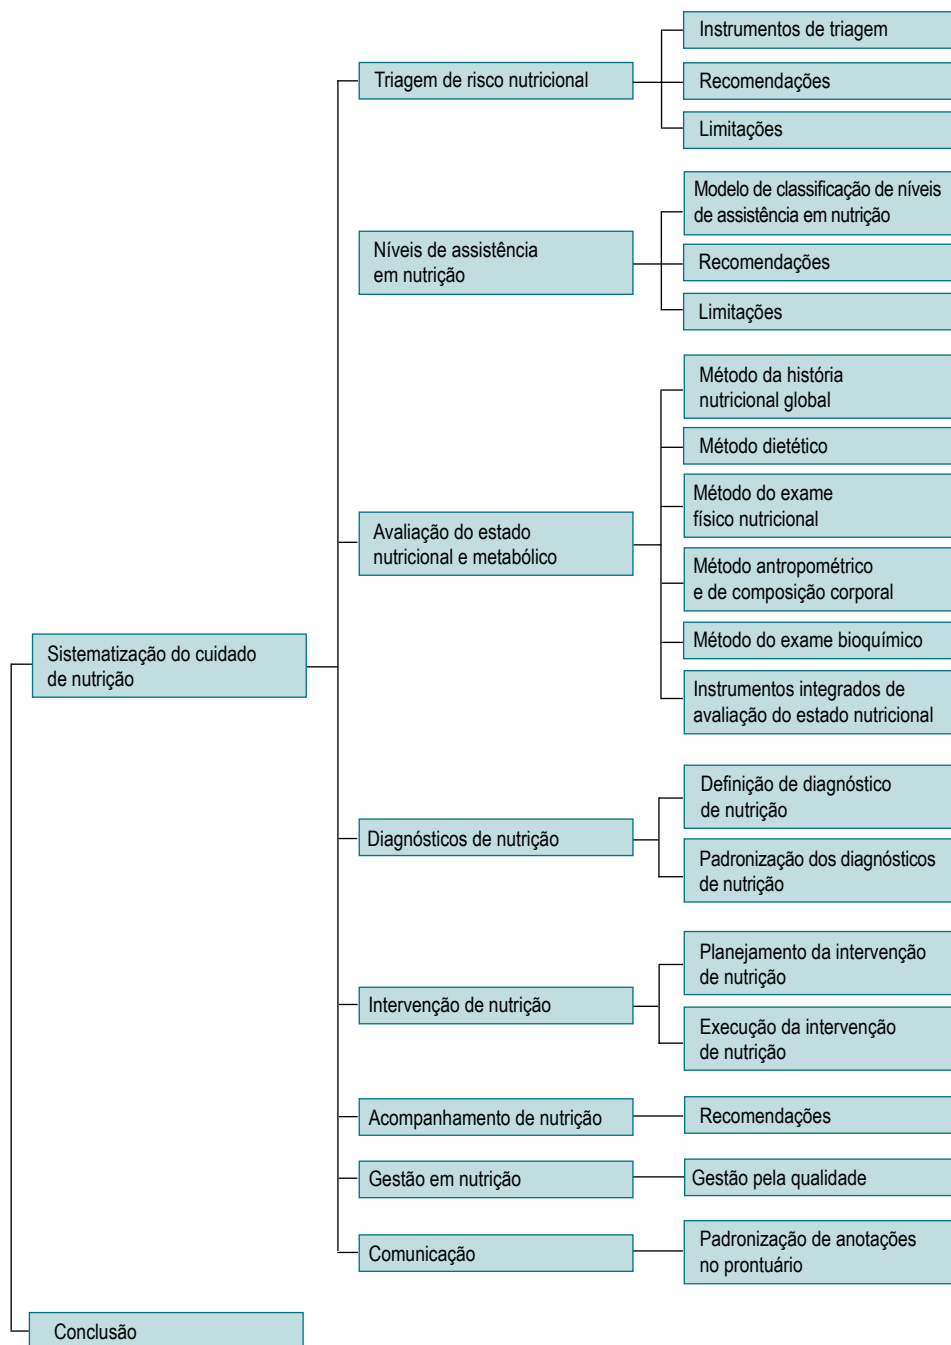 Instrumentos de triagem
Triagem de risco nutricional
Recomendações
Limitações
Modelo de classificação de níveis
de assistência em nutrição
Níveis de assistência
em nutrição
Recomendações
Limitações
Método da história
nutricional global
Método dietético
Método do exame
físico nutricional
Avaliação do estado
nutricional e metabólico
Método antropométrico
e de composição corporal
Método do exame bioquímico
Instrumentos integrados de
avaliação do estado nutricional
Sistematização do cuidado
de nutrição
Definição de diagnóstico
de nutrição
Diagnósticos de nutrição
Padronização dos diagnósticos
de nutrição
Planejamento da intervenção
de nutrição
Intervenção de nutrição
Execução da intervenção
de nutrição
Acompanhamento de nutrição
Recomendações
Gestão em nutrição
Gestão pela qualidade
Comunicação
Padronização de anotações
no prontuário
Conclusão